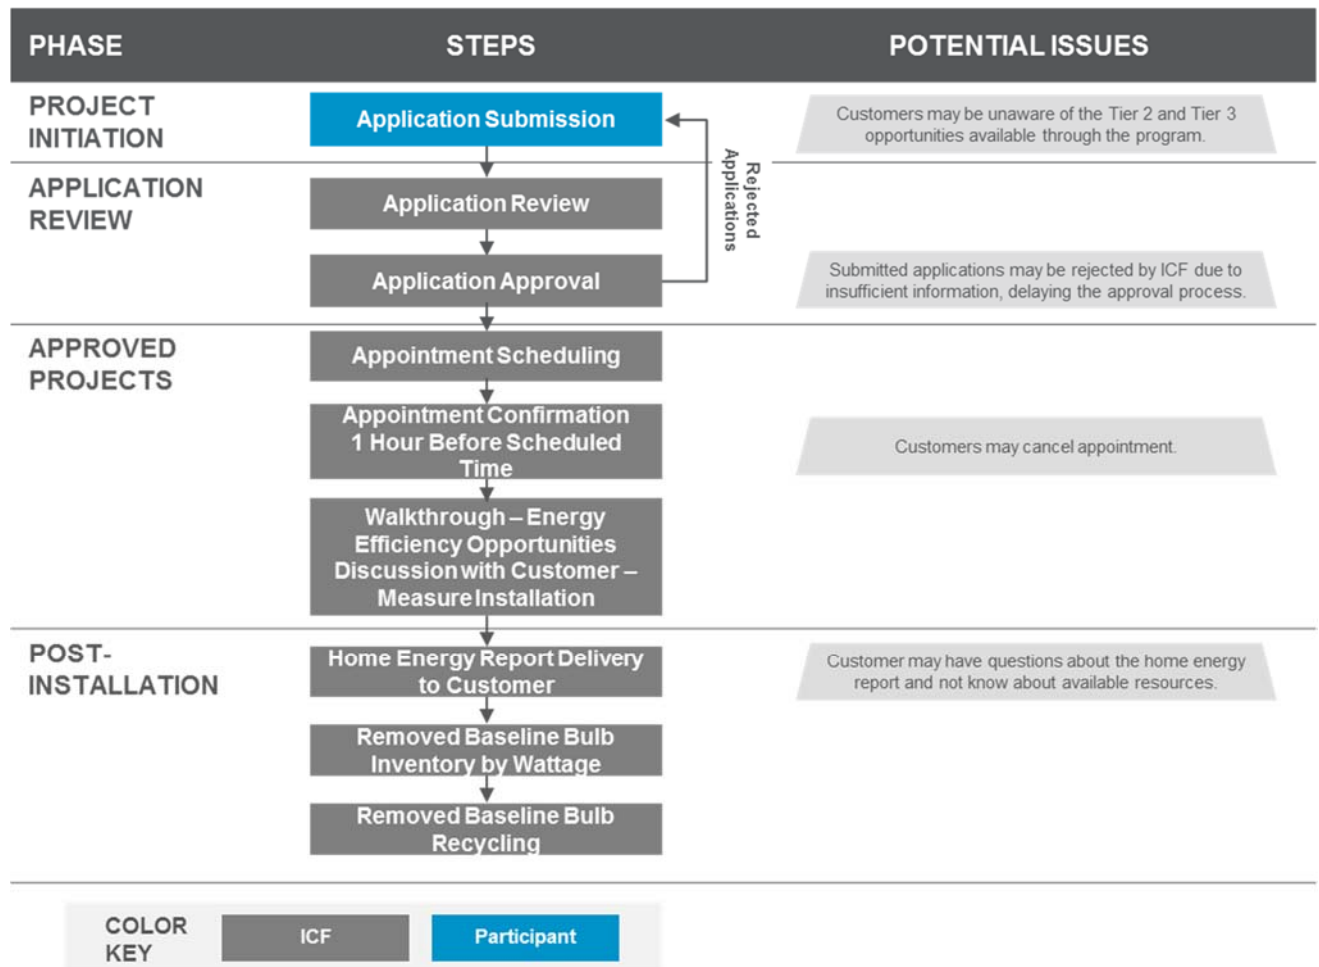 PHASE
STEPS
POTENTIAL ISSUES
PROJECT
INITIATION
Application Submission
Customers may be unaware of the Tier 2 and Tier 3
opportunities available through the program.
Rejected
Applications
APPLICATION
REVIEW
Application Review
Application Approval
Submitted applications may be rejected by ICF due to
insufficient information, delaying the approval process.
APPROVED
PROJECTS
Appointment Scheduling
Appointment Confirmation
1 Hour Before Scheduled
Time
Customers may cancel appointment.
Walkthrough – Energy
Efficiency Opportunities
Discussion with Customer –
Measure Installation
POST-
INSTALLATION
Home Energy Report Delivery
to Customer
Customer may have questions about the home energy
report and not know about available resources.
Removed Baseline Bulb
Inventory by Wattage
Removed Baseline Bulb
Recycling
COLOR
KEY
ICF
Participant